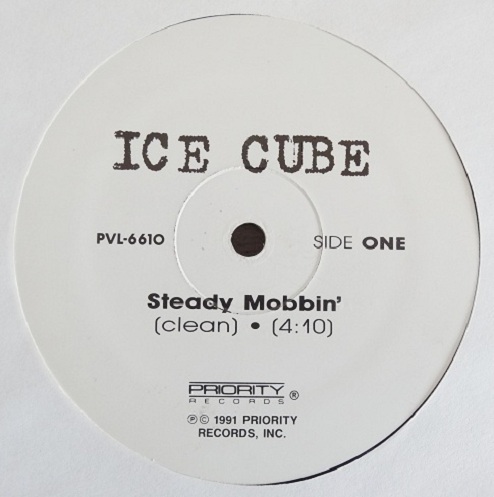 ICE CUBE
PVL-6610
SIDE ONE
Steady Mobbin'
(clean) • (4:10)
PRIORITY
RECORDS ®
℗ © 1991 PRIORITY
RECORDS, INC.